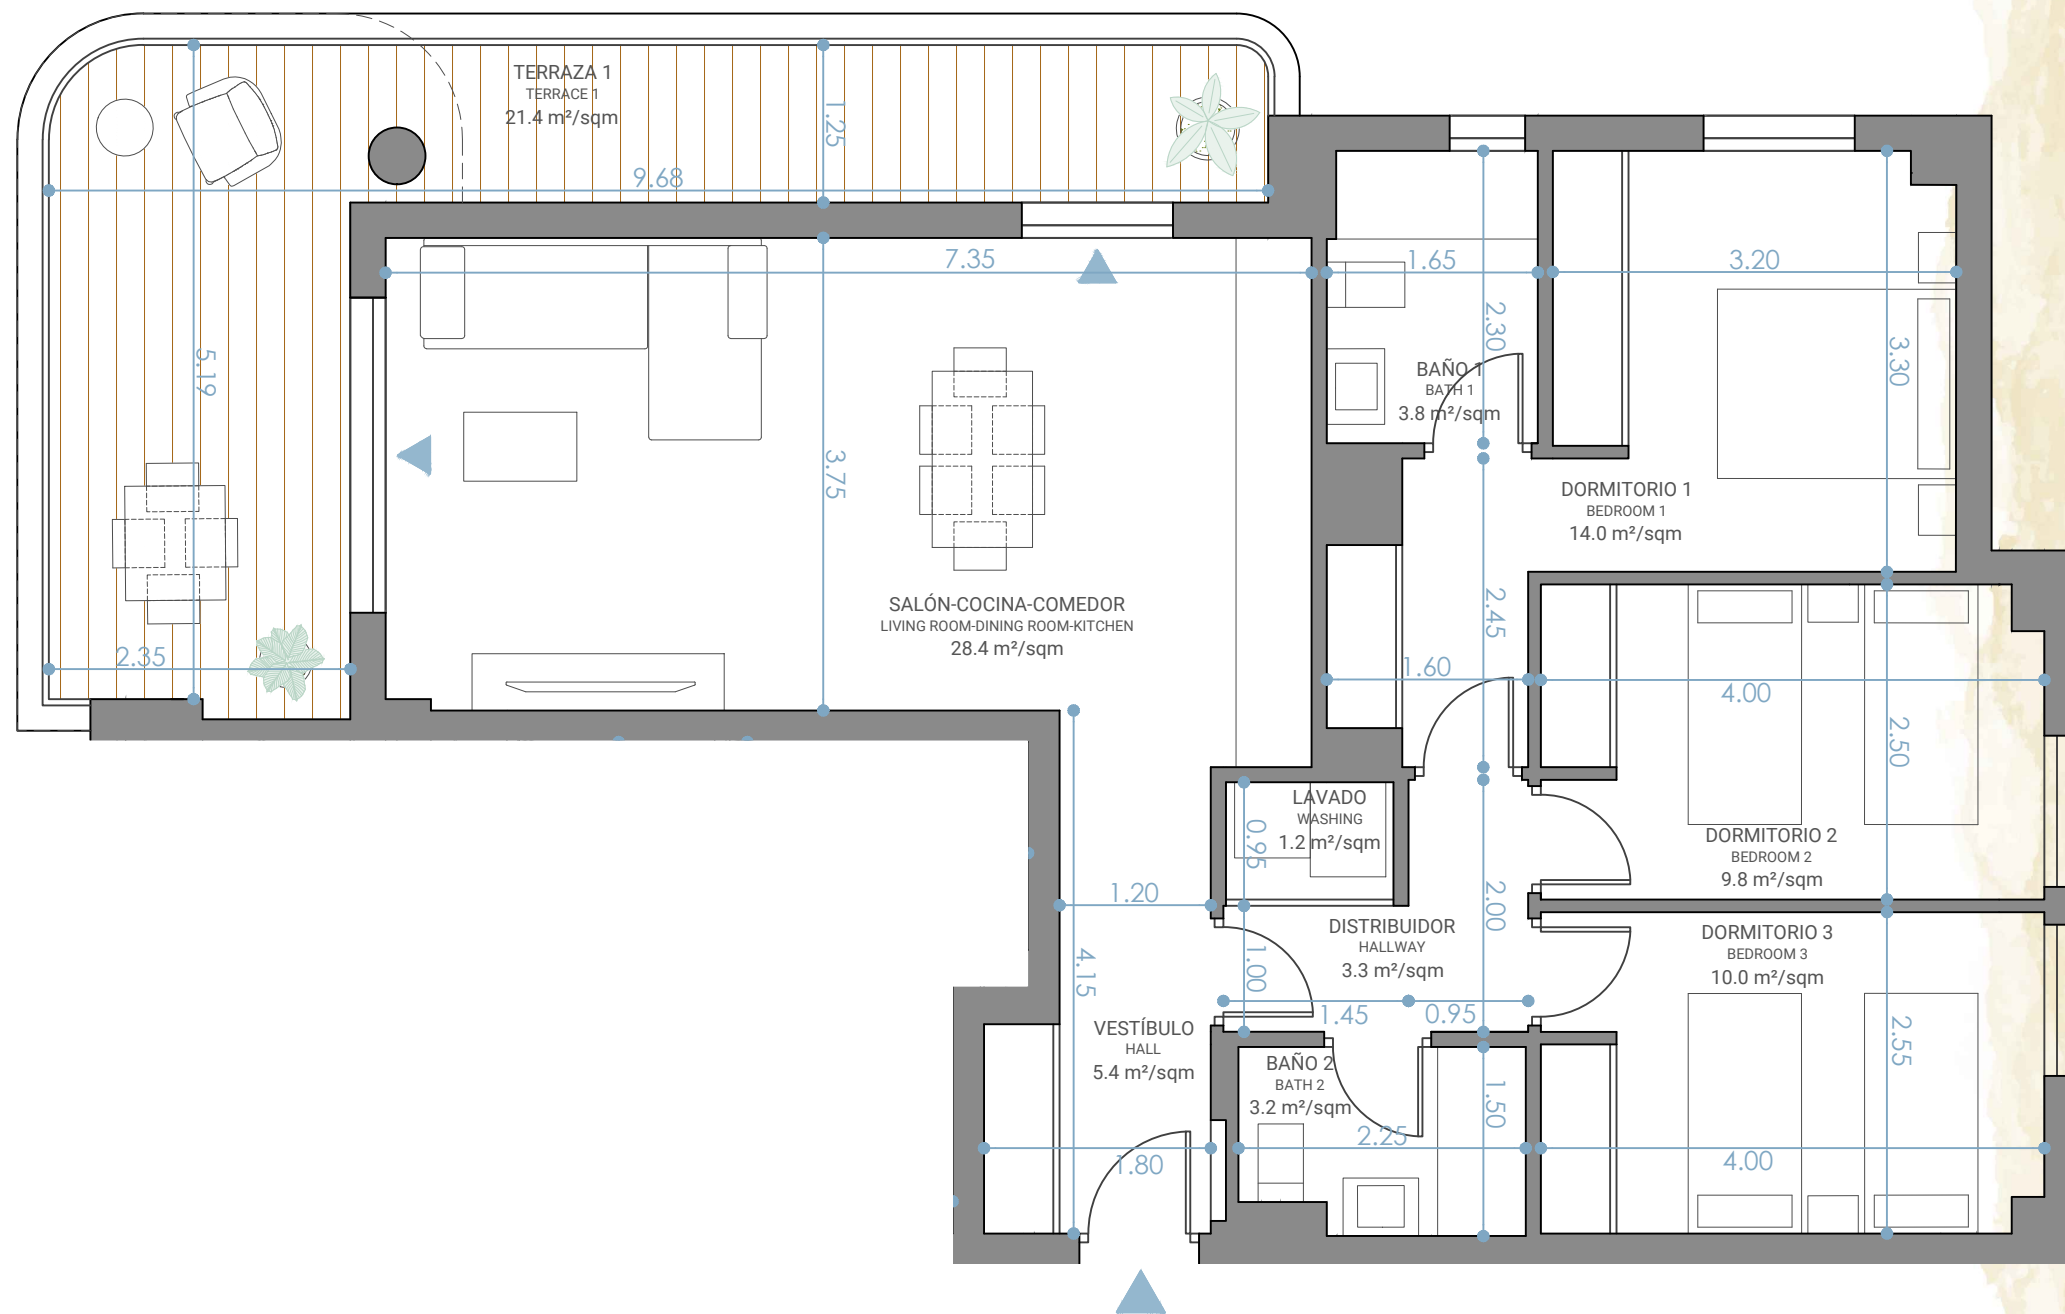 TERRAZA 1
TERRACE 1
21.4 m²/sqm
1.25
9.68
5.19
2.35
7.35
3.75
SALÓN-COCINA-COMEDOR
LIVING ROOM-DINING ROOM-KITCHEN
28.4 m²/sqm
1.65
2.30
BAÑO 1
BATH 1
3.8 m²/sqm
3.20
3.30
DORMITORIO 1
BEDROOM 1
14.0 m²/sqm
2.45
1.60
4.00
2.50
DORMITORIO 2
BEDROOM 2
9.8 m²/sqm
LAVADO
WASHING
1.2 m²/sqm
0.95
1.20
2.00
DISTRIBUIDOR
HALLWAY
3.3 m²/sqm
1.00
1.45
0.95
DORMITORIO 3
BEDROOM 3
10.0 m²/sqm
2.55
4.00
4.15
VESTÍBULO
HALL
5.4 m²/sqm
1.80
BAÑO 2
BATH 2
3.2 m²/sqm
1.50
2.25